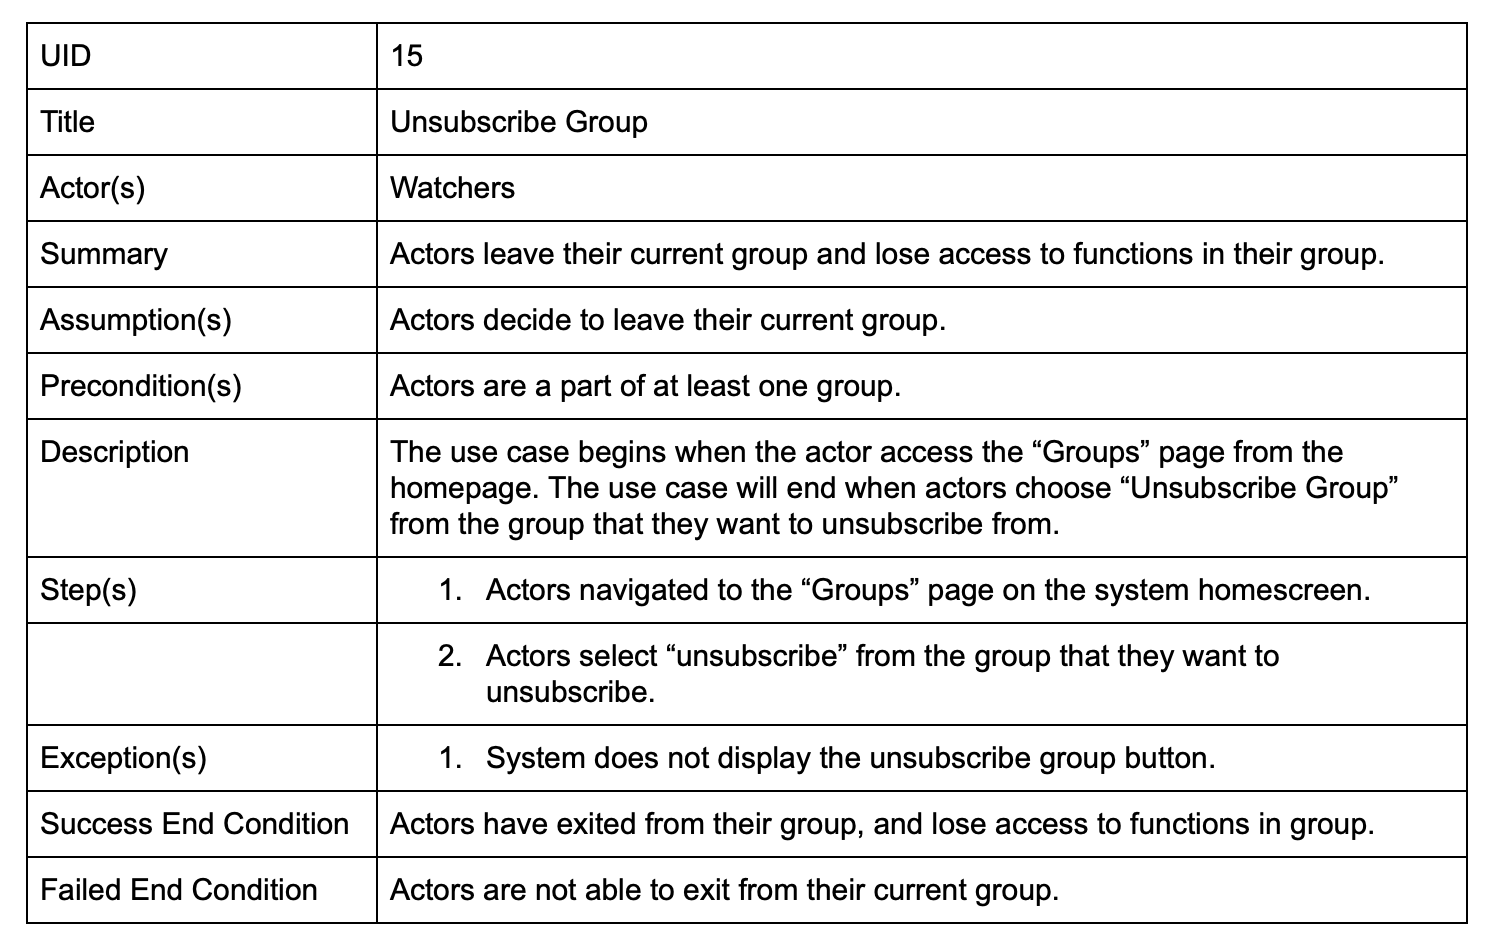 UID 15
Title Unsubscribe Group
Actor(s) Watchers
Summary Actors leave their current group and lose access to functions in their group.
Assumption(s) Actors decide to leave their current group.
Precondition(s) Actors are a part of at least one group.
Description The use case begins when the actor access the “Groups” page from the
homepage. The use case will end when actors choose “Unsubscribe Group”
from the group that they want to unsubscribe from.
Step(s) 1. Actors navigated to the “Groups” page on the system homescreen.
2. Actors select “unsubscribe” from the group that they want to
unsubscribe.
Exception(s) 1. System does not display the unsubscribe group button.
Success End Condition Actors have exited from their group, and lose access to functions in group.
Failed End Condition Actors are not able to exit from their current group.